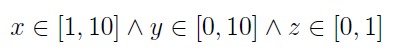 x ∈ [1, 10] ∧ y ∈ [0, 10] ∧ z ∈ [0, 1]